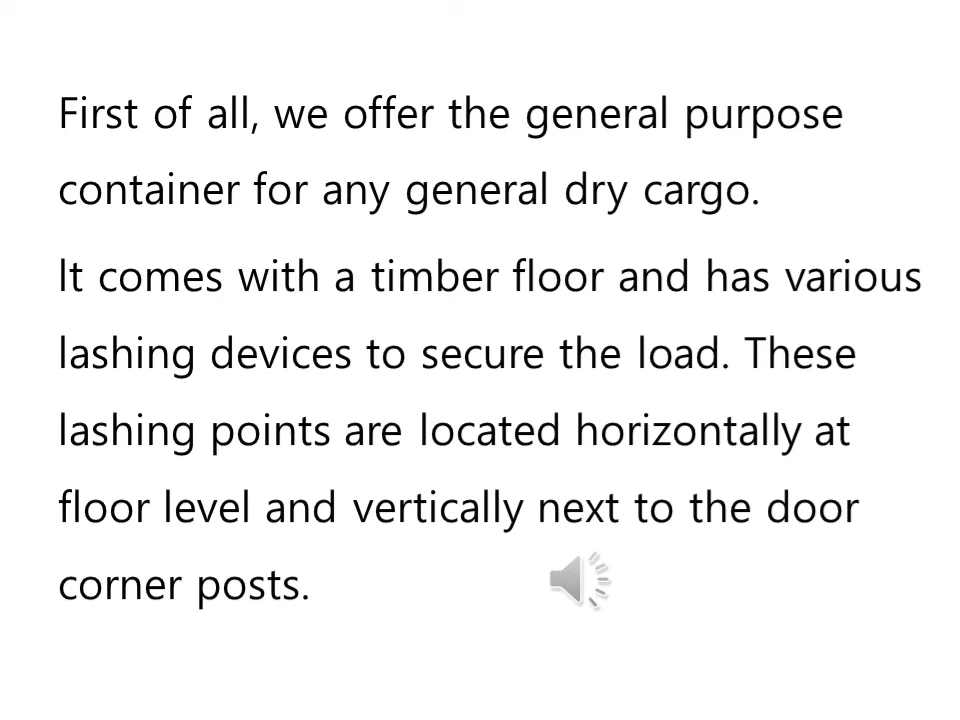 First of all, we offer the general purpose
container for any general dry cargo.
It comes with a timber floor and has various
lashing devices to secure the load. These
lashing points are located horizontally at
floor level and vertically next to the door
corner posts.